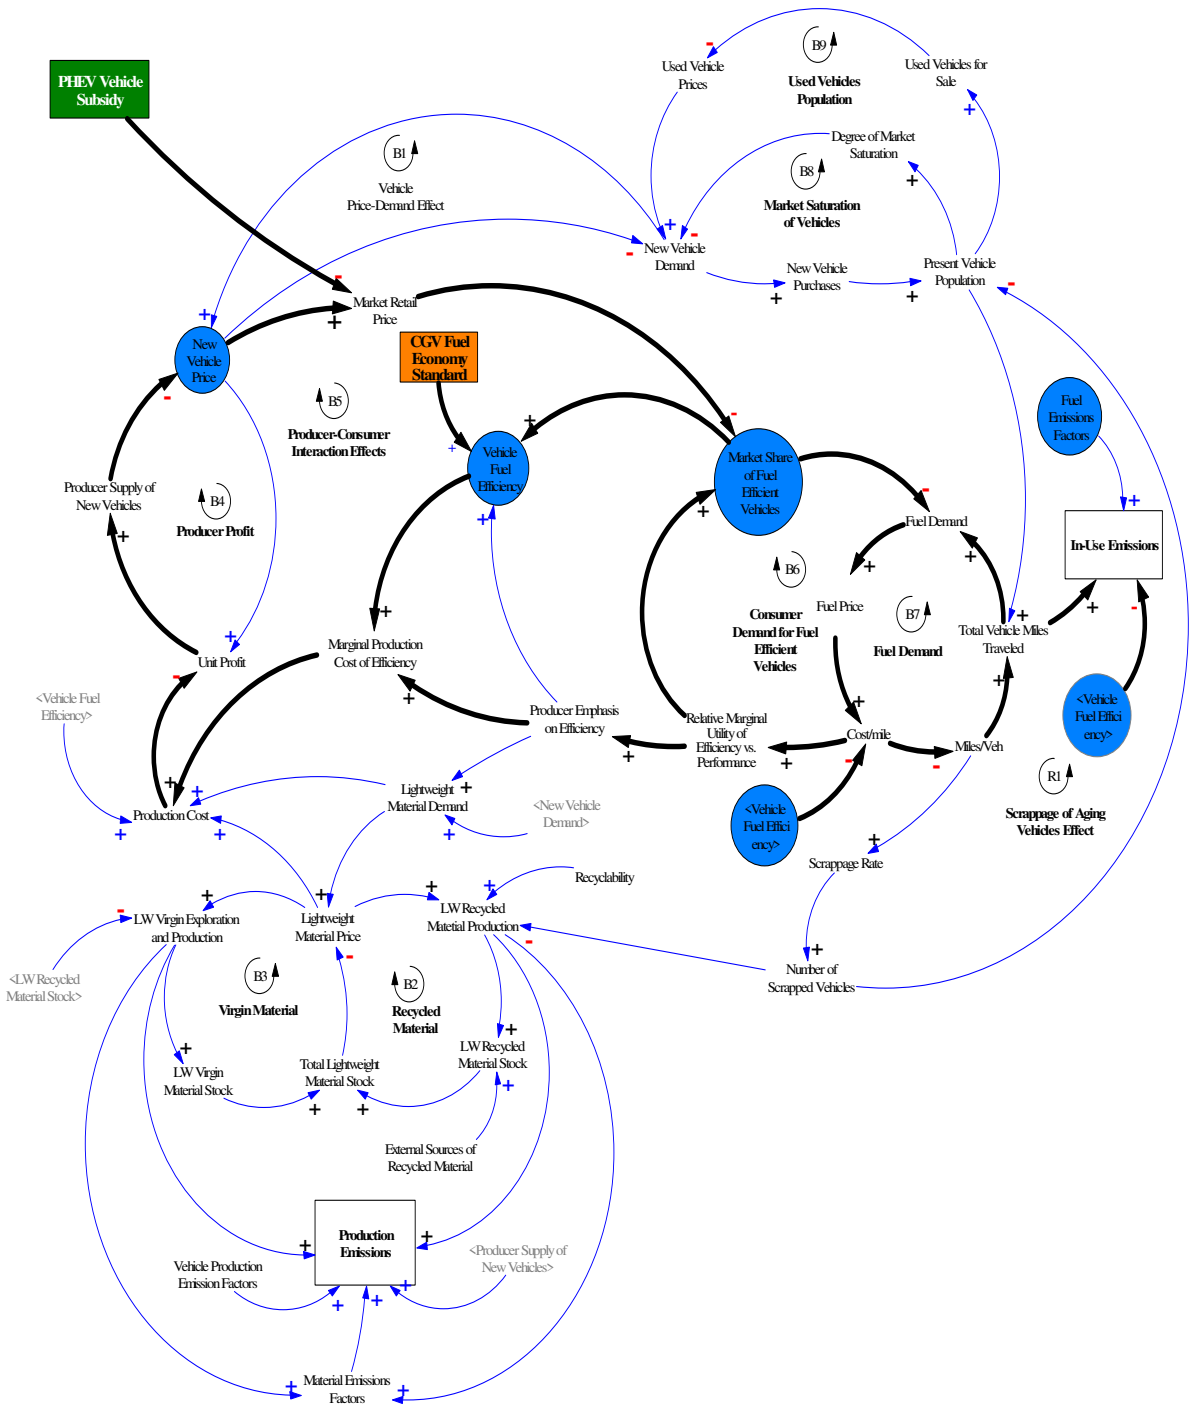 B9
Used Vehicle
Prices
Used Vehicles for
Sale
Used Vehicles
Population
PHEV Vehicle
Subsidy
B1
Vehicle
Price-Demand Effect
Degree of Market
Saturation
B8
Market Saturation
of Vehicles
New Vehicle
Demand
New Vehicle
Purchases
Present Vehicle
Population
Market Retail
Price
New
Vehicle
Price
CGV Fuel
Economy
Standard
B5
Producer-Consumer
Interaction Effects
Fuel
Emissions
Factors
Vehicle
Fuel
Efficiency
Market Share
of Fuel
Efficient
Vehicles
Producer Supply of
New Vehicles
B4
Producer Profit
Fuel Demand
In-Use Emissions
B6
Consumer
Demand for Fuel
Efficient
Vehicles
Fuel Price
B7
Fuel Demand
Total Vehicle Miles
Traveled
Unit Profit
Marginal Production
Cost of Efficiency
<Vehicle Fuel
Efficiency>
Producer Emphasis
on Efficiency
Relative Marginal
Utility of
Efficiency vs.
Performance
Cost/mile
Miles/Veh
<Vehicle
Fuel Effici
ency>
R1
Scrappage of Aging
Vehicles Effect
Production Cost
Lightweight
Material Demand
<New Vehicle
Demand>
<Vehicle
Fuel Effici
ency>
Scrappage Rate
Recyclability
LW Virgin Exploration
and Production
Lightweight
Material Price
LW Recycled
Matetial Production
<LW Recycled
Material Stock>
B3
Virgin Material
B2
Recycled
Material
Number of
Scrapped Vehicles
LW Virgin
Material Stock
Total Lightweight
Material Stock
LW Recycled
Material Stock
External Sources of
Recycled Material
Production
Emissions
<Producer Supply of
New Vehicles>
Vehicle Production
Emission Factors
Material Emissions
Factors